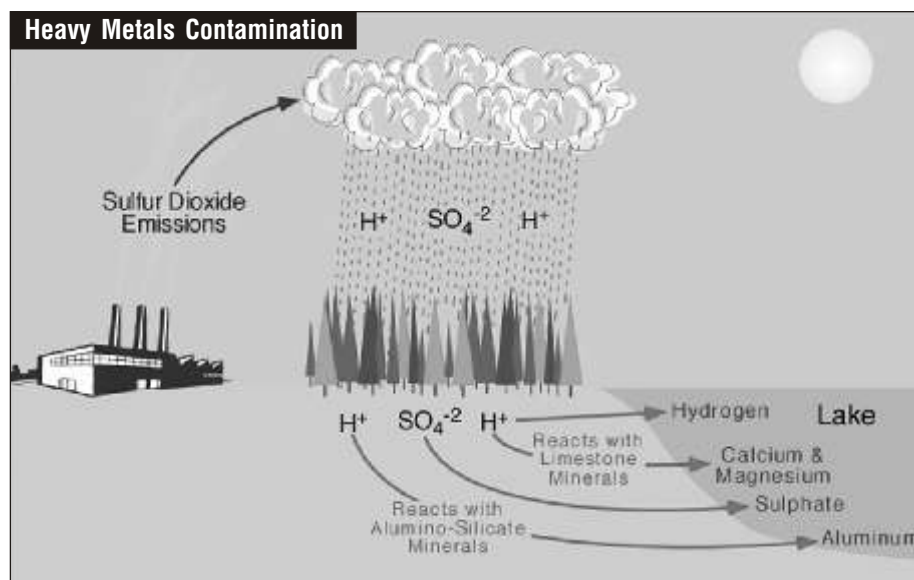 Heavy Metals Contamination
Sulfur Dioxide
Emissions
H+ SO4-2 H+
H+ SO4-2 H+
Hydrogen
Lake
Reacts with
Limestone
Minerals
Calcium &
Magnesium
Sulphate
Reacts with
Alumino-Silicate
Minerals
Aluminum